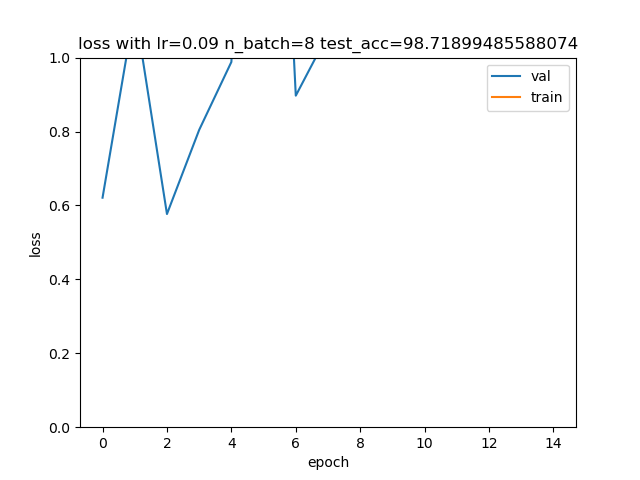 loss with lr=0.09 n_batch=8 test_acc=98.71899485588074
val
train
1.0
0.8
0.6
0.4
0.2
0.0
loss
0 2 4 6 8 10 12 14
epoch